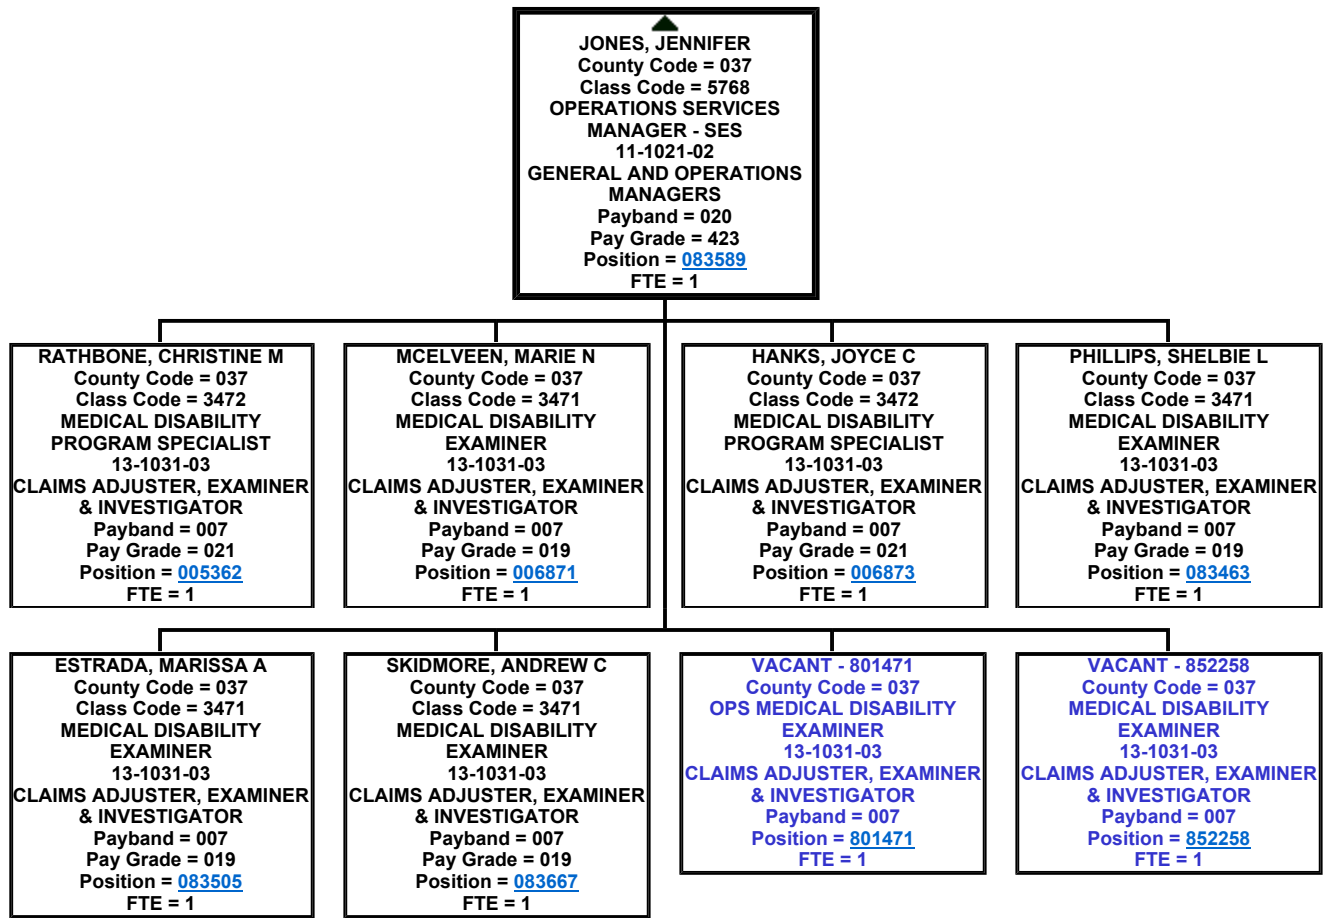 JONES, JENNIFER
County Code = 037
Class Code = 5768
OPERATIONS SERVICES
MANAGER - SES
11-1021-02
GENERAL AND OPERATIONS
MANAGERS
Payband = 020
Pay Grade = 423
Position = 083589
FTE = 1
RATHBONE, CHRISTINE M
County Code = 037
Class Code = 3472
MEDICAL DISABILITY
PROGRAM SPECIALIST
13-1031-03
CLAIMS ADJUSTER, EXAMINER
& INVESTIGATOR
Payband = 007
Pay Grade = 021
Position = 005362
FTE = 1
MCELVEEN, MARIE N
County Code = 037
Class Code = 3471
MEDICAL DISABILITY
EXAMINER
13-1031-03
CLAIMS ADJUSTER, EXAMINER
& INVESTIGATOR
Payband = 007
Pay Grade = 019
Position = 006871
FTE = 1
HANKS, JOYCE C
County Code = 037
Class Code = 3472
MEDICAL DISABILITY
PROGRAM SPECIALIST
13-1031-03
CLAIMS ADJUSTER, EXAMINER
& INVESTIGATOR
Payband = 007
Pay Grade = 021
Position = 006873
FTE = 1
PHILLIPS, SHELBIE L
County Code = 037
Class Code = 3471
MEDICAL DISABILITY
EXAMINER
13-1031-03
CLAIMS ADJUSTER, EXAMINER
& INVESTIGATOR
Payband = 007
Pay Grade = 019
Position = 083463
FTE = 1
ESTRADA, MARISSA A
County Code = 037
Class Code = 3471
MEDICAL DISABILITY
EXAMINER
13-1031-03
CLAIMS ADJUSTER, EXAMINER
& INVESTIGATOR
Payband = 007
Pay Grade = 019
Position = 083505
FTE = 1
SKIDMORE, ANDREW C
County Code = 037
Class Code = 3471
MEDICAL DISABILITY
EXAMINER
13-1031-03
CLAIMS ADJUSTER, EXAMINER
& INVESTIGATOR
Payband = 007
Pay Grade = 019
Position = 083667
FTE = 1
VACANT - 801471
County Code = 037
OPS MEDICAL DISABILITY
EXAMINER
13-1031-03
CLAIMS ADJUSTER, EXAMINER
& INVESTIGATOR
Payband = 007
Position = 801471
FTE = 1
VACANT - 852258
County Code = 037
MEDICAL DISABILITY
EXAMINER
13-1031-03
CLAIMS ADJUSTER, EXAMINER
& INVESTIGATOR
Payband = 007
Position = 852258
FTE = 1